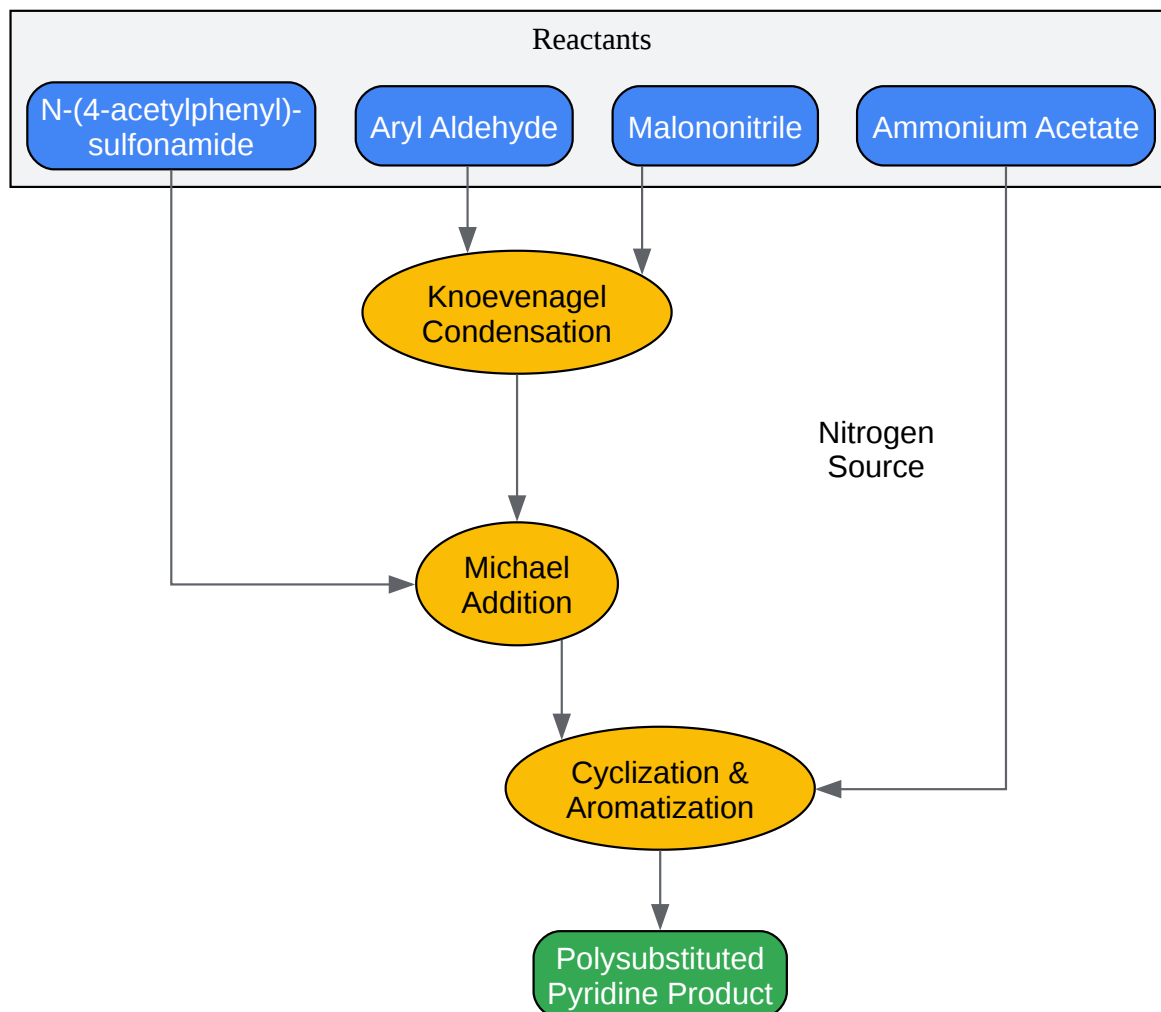 Reactants
N-(4-acetylphenyl)-
sulfonamide
Aryl Aldehyde
Malononitrile
Ammonium Acetate
Knoevenagel
Condensation
Nitrogen
Source
Michael
Addition
Cyclization &
Aromatization
Polysubstituted
Pyridine Product